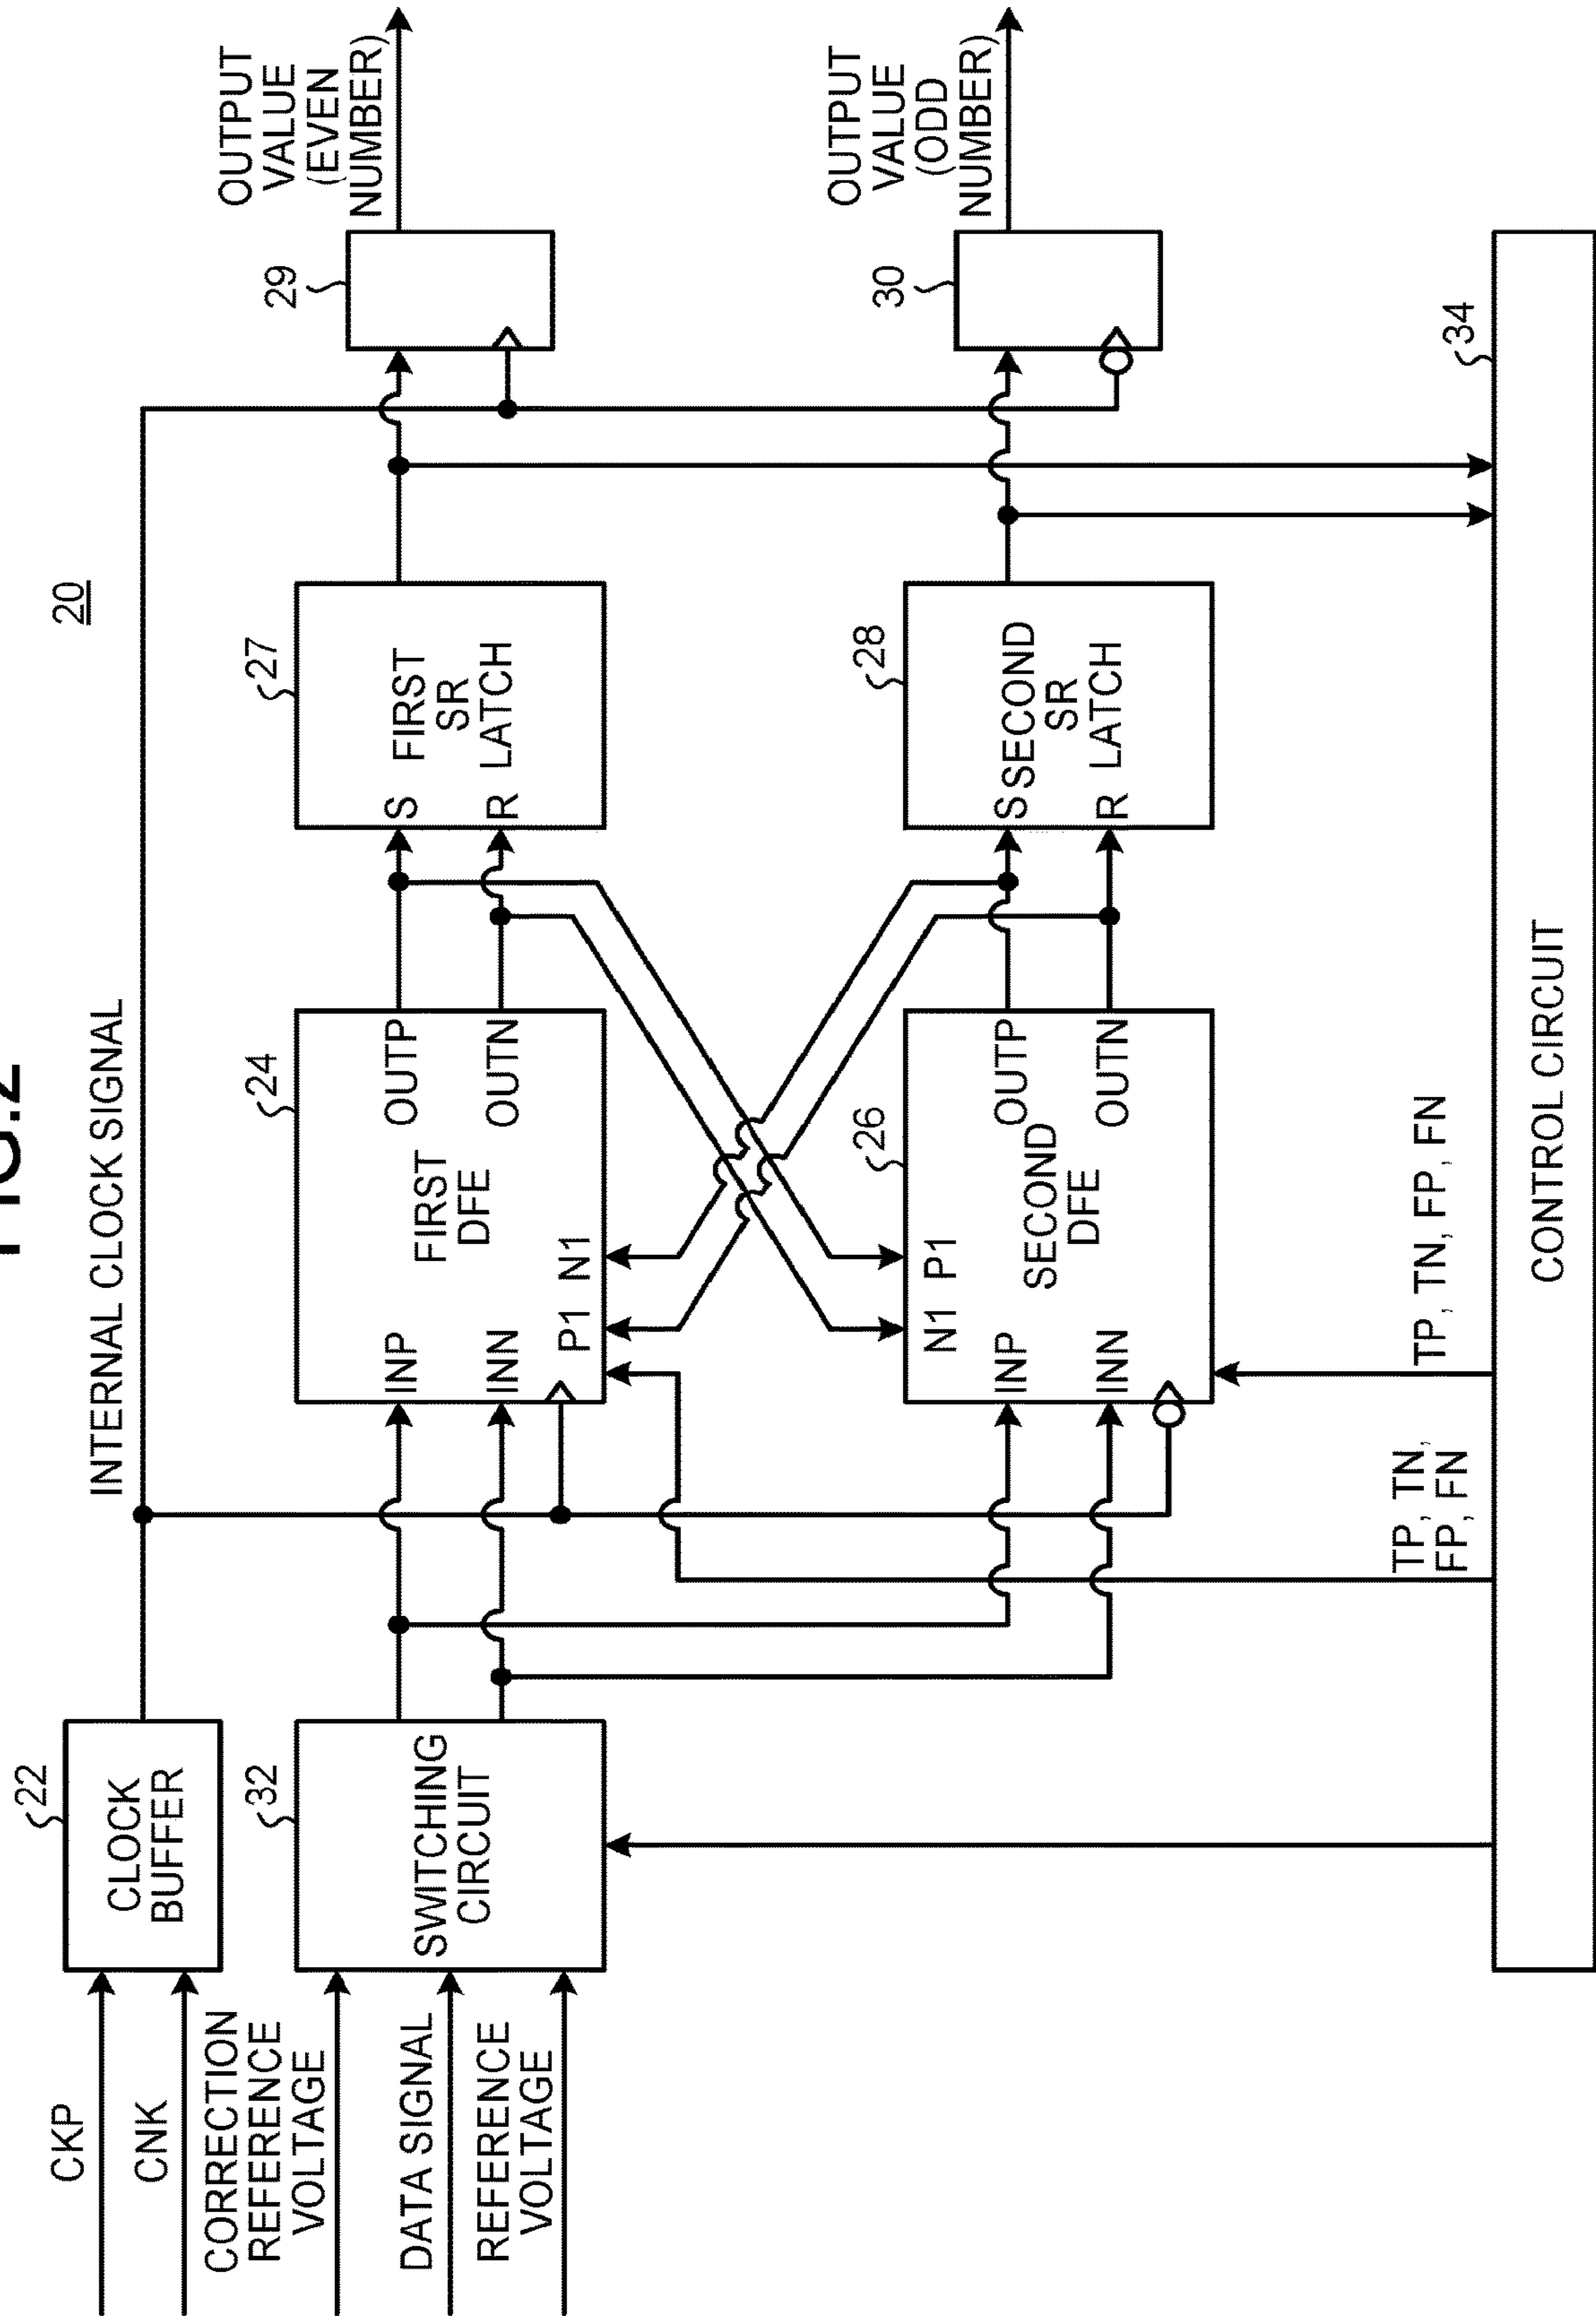 FIG.2
20
INTERNAL CLOCK SIGNAL
CKP
CNK
22
CLOCK
BUFFER
CORRECTION
REFERENCE
VOLTAGE
DATA SIGNAL
REFERENCE
VOLTAGE
32
SWITCHING
CIRCUIT
24
FIRST
DFE
INP
INN
P1 N1
OUTP
OUTN
27
FIRST
SR
LATCH
S
R
29
OUTPUT
VALUE
(EVEN
NUMBER)
26
SECOND
DFE
N1 P1
INP
INN
OUTP
OUTN
28
SECOND
SR
LATCH
S
R
30
OUTPUT
VALUE
(ODD
NUMBER)
TP, TN,
FP, FN
TP, TN, FP, FN
34
CONTROL CIRCUIT